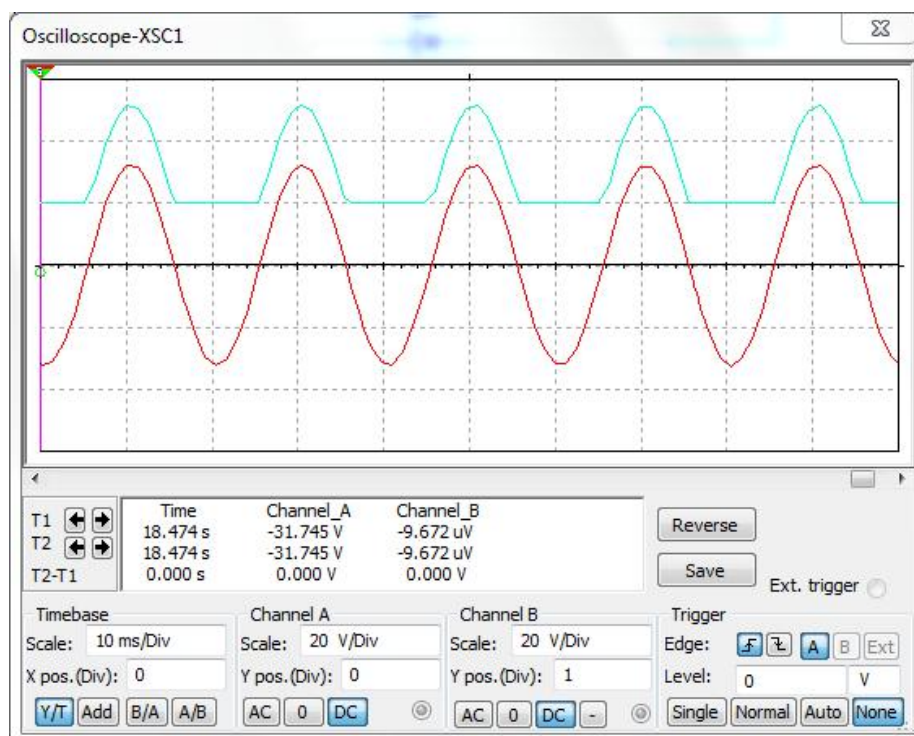 Oscilloscope-XSC1
Time Channel_A Channel_B
T1 18.474 s -31.745 V -9.672 uV
T2 18.474 s -31.745 V -9.672 uV
T2-T1 0.000 s 0.000 V 0.000 V
Reverse
Save
Ext. trigger
Timebase
Scale: 10 ms/Div
X pos.(Div): 0
Y/T Add B/A A/B
Channel A
Scale: 20 V/Div
Y pos.(Div): 0
AC 0 DC
Channel B
Scale: 20 V/Div
Y pos.(Div): 1
AC 0 DC -
Trigger
Edge: A B Ext
Level: 0 V
Single Normal Auto None